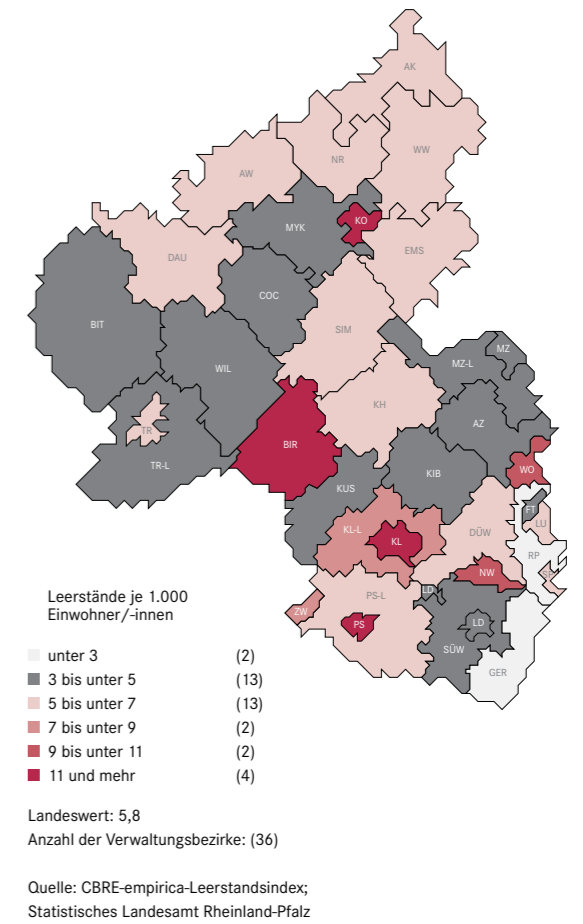 AK
NR
WW
AW
MYK
KO
EMS
DAU
COC
BIT
SIM
WIL
MZ
MZ-L
KH
AZ
TR
BIR
TR-L
KUS
KIB
WO
FT
LU
KL-L
KL
DÜW
RP
NW
SP
PS-L
LD
ZW
PS
LD
SÜW
GER
Leerstände je 1.000
Einwohner/-innen
unter 3 (2)
3 bis unter 5 (13)
5 bis unter 7 (13)
7 bis unter 9 (2)
9 bis unter 11 (2)
11 und mehr (4)
Landeswert: 5,8
Anzahl der Verwaltungsbezirke: (36)
Quelle: CBRE-empirica-Leerstandsindex;
Statistisches Landesamt Rheinland-Pfalz